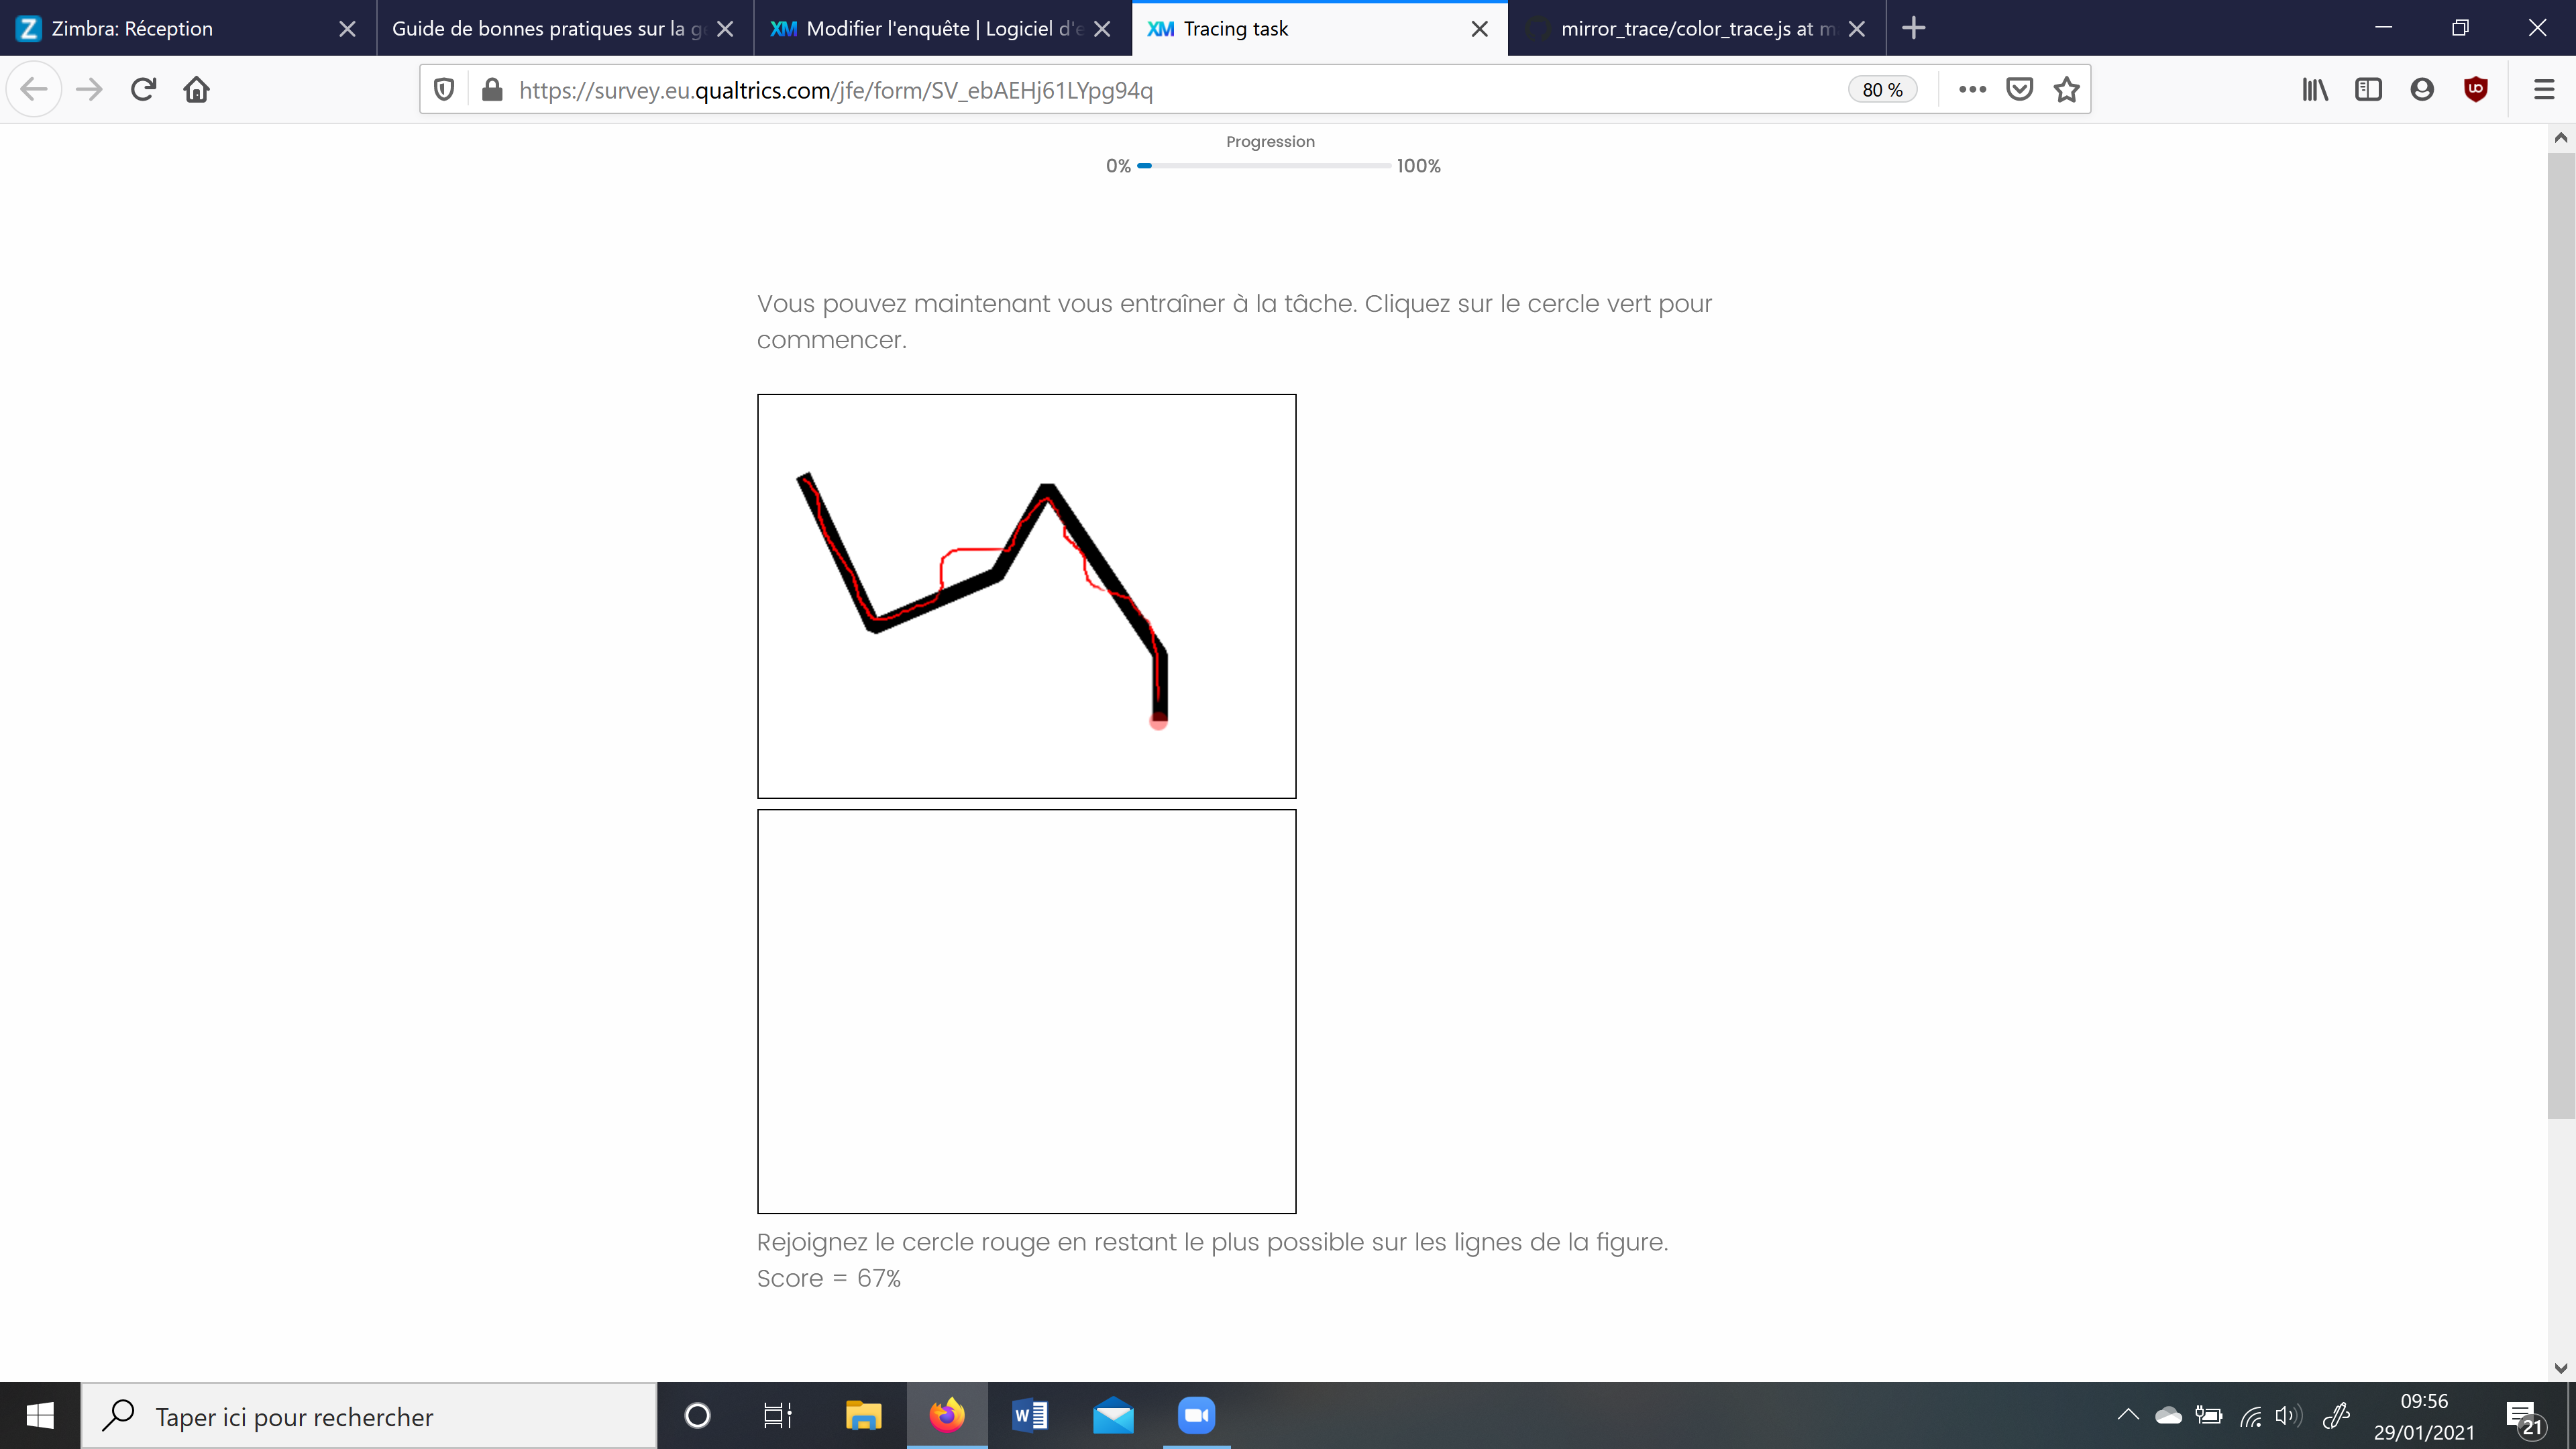 Zimbra: Réception
Guide de bonnes pratiques sur la g
XM Modifier l'enquête | Logiciel d'e
XM Tracing task
mirror_trace/color_trace.js at m
https://survey.eu.qualtrics.com/jfe/form/SV_ebAEHj61LYpg94q
80 %
Progression
0% 100%
Vous pouvez maintenant vous entraîner à la tâche. Cliquez sur le cercle vert pour
commencer.
Rejoignez le cercle rouge en restant le plus possible sur les lignes de la figure.
Score = 67%
Taper ici pour rechercher
09:56
29/01/2021
21